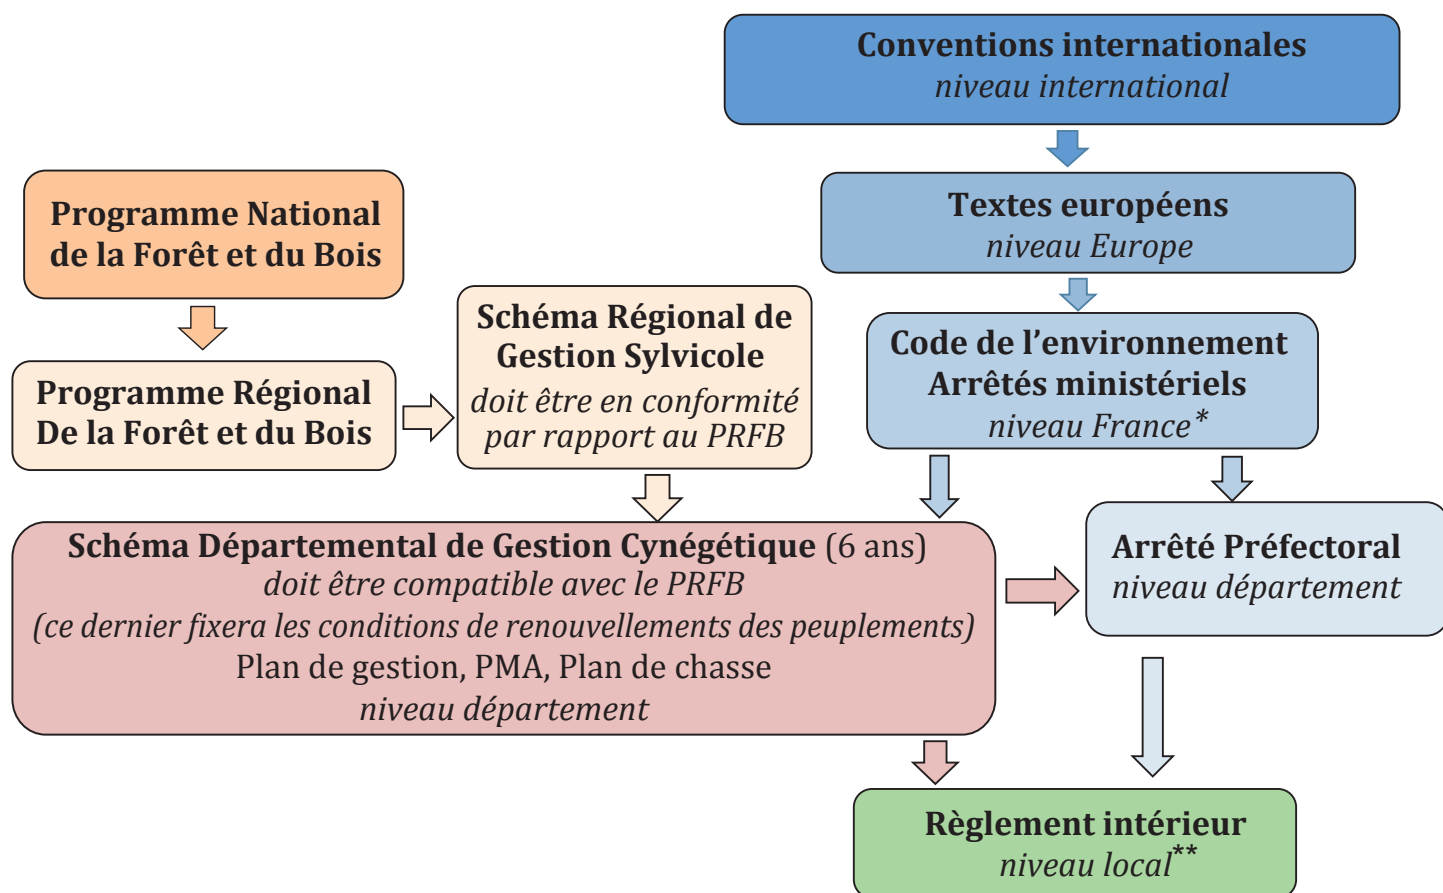 Conventions internationales
niveau international
Textes européens
niveau Europe
Programme National
de la Forêt et du Bois
Schéma Régional de
Gestion Sylvicole
doit être en conformité
par rapport au PRFB
Code de l'environnement
Arrêtés ministériels
niveau France*
Programme Régional
De la Forêt et du Bois
Schéma Départemental de Gestion Cynégétique (6 ans)
doit être compatible avec le PRFB
(ce dernier fixera les conditions de renouvellements des peuplements)
Plan de gestion, PMA, Plan de chasse
niveau département
Arrêté Préfectoral
niveau département
Règlement intérieur
niveau local**